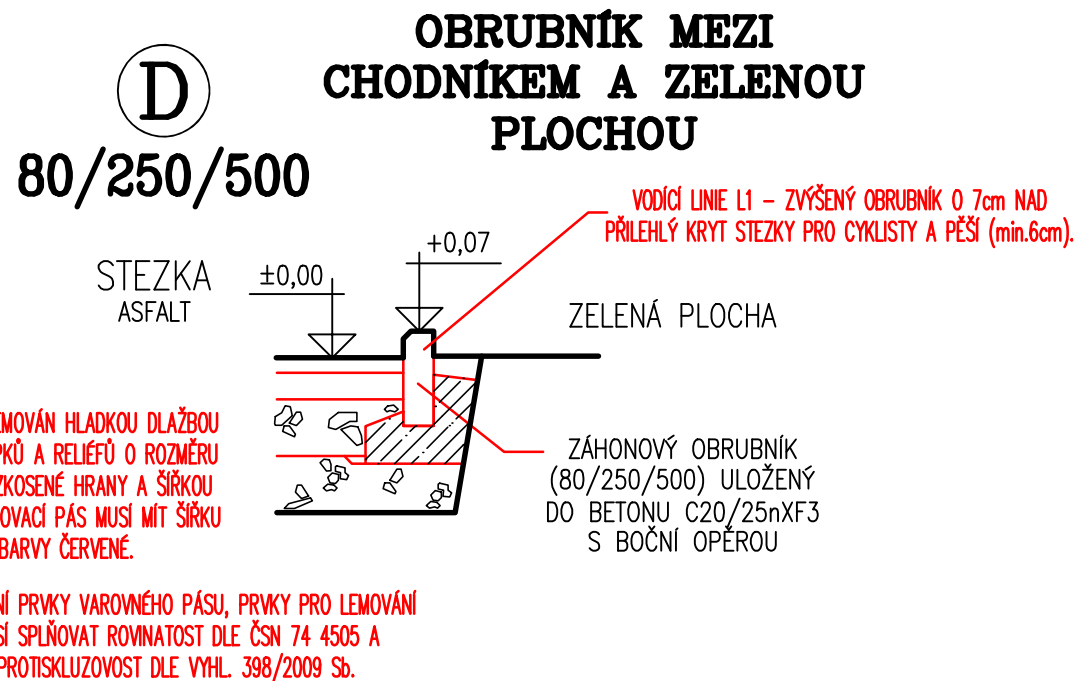 OBRUBNÍK MEZI
CHODNÍKEM A ZELENOU
PLOCHOU
D
80/250/500
VODÍCÍ LINIE L1 – ZVÝŠENÝ OBRUBNÍK O 7cm NAD
PŘILEHLÝ KRYT STEZKY PRO CYKLISTY A PĚŠÍ (min.6cm).
+0,07
±0,00
STEZKA
ASFALT
ZELENÁ PLOCHA
ZÁHONOVÝ OBRUBNÍK
(80/250/500) ULOŽENÝ
DO BETONU C20/25nXF3
S BOČNÍ OPĚROU
EMOVÁN HLADKOU DLAŽBOU
PKŮ A RELIÉFŮ O ROZMĚRU
ZKOSENÉ HRANY A ŠÍŘKOU
OVACÍ PÁS MUSÍ MÍT ŠÍŘKU
BARVY ČERVENÉ.
NÍ PRVKY VAROVNÉHO PÁSU, PRVKY PRO LEMOVÁNÍ
SÍ SPLŇOVAT ROVINATOST DLE ČSN 74 4505 A
PROTISKLUZOVOST DLE VYHL. 398/2009 Sb.